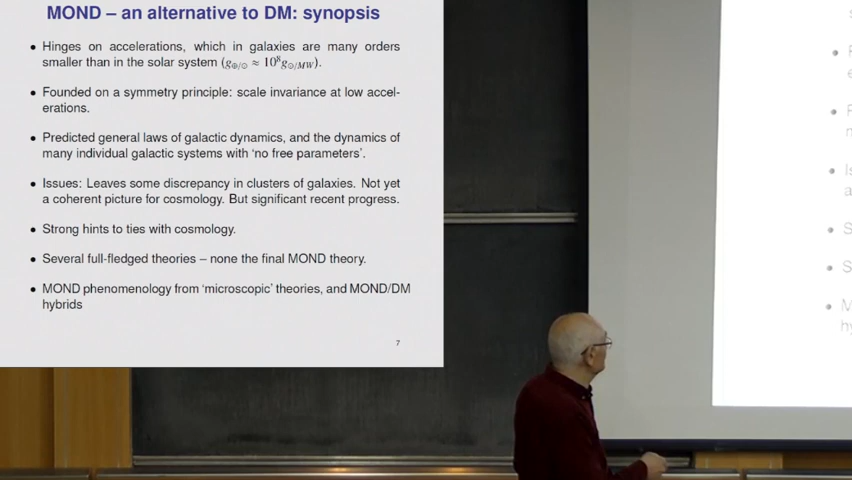 MOND – an alternative to DM: synopsis
• Hinges on accelerations, which in galaxies are many orders
smaller than in the solar system (g⊕/⊙ ≈ 10⁸g⊙/MW).
• Founded on a symmetry principle: scale invariance at low accel-
erations.
• Predicted general laws of galactic dynamics, and the dynamics of
many individual galactic systems with ‘no free parameters’.
• Issues: Leaves some discrepancy in clusters of galaxies. Not yet
a coherent picture for cosmology. But significant recent progress.
• Strong hints to ties with cosmology.
• Several full-fledged theories – none the final MOND theory.
• MOND phenomenology from ‘microscopic’ theories, and MOND/DM
hybrids
7